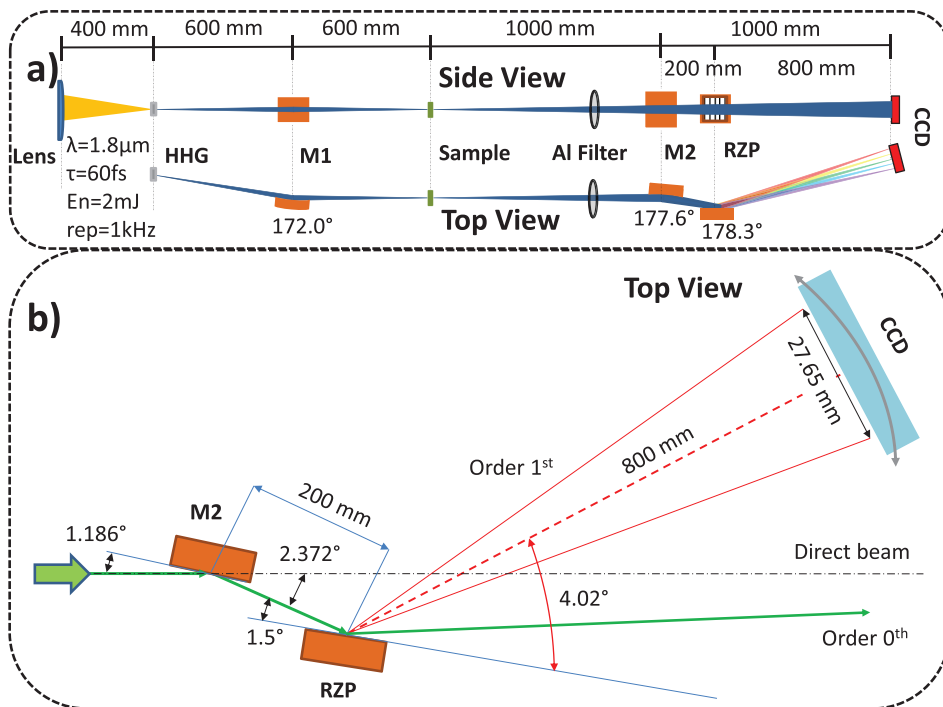 400 mm 600 mm 600 mm 1000 mm 1000 mm
a) Side View 200 mm 800 mm
Lens HHG M1 Sample Al Filter M2 RZP CCD
λ=1.8μm
τ=60fs
En=2mJ
rep=1kHz
172.0° Top View 177.6° 178.3°
b) Top View
CCD
27.65 mm
800 mm
Order 1st
200 mm
M2
1.186° 2.372° Direct beam
4.02°
1.5° Order 0th
RZP